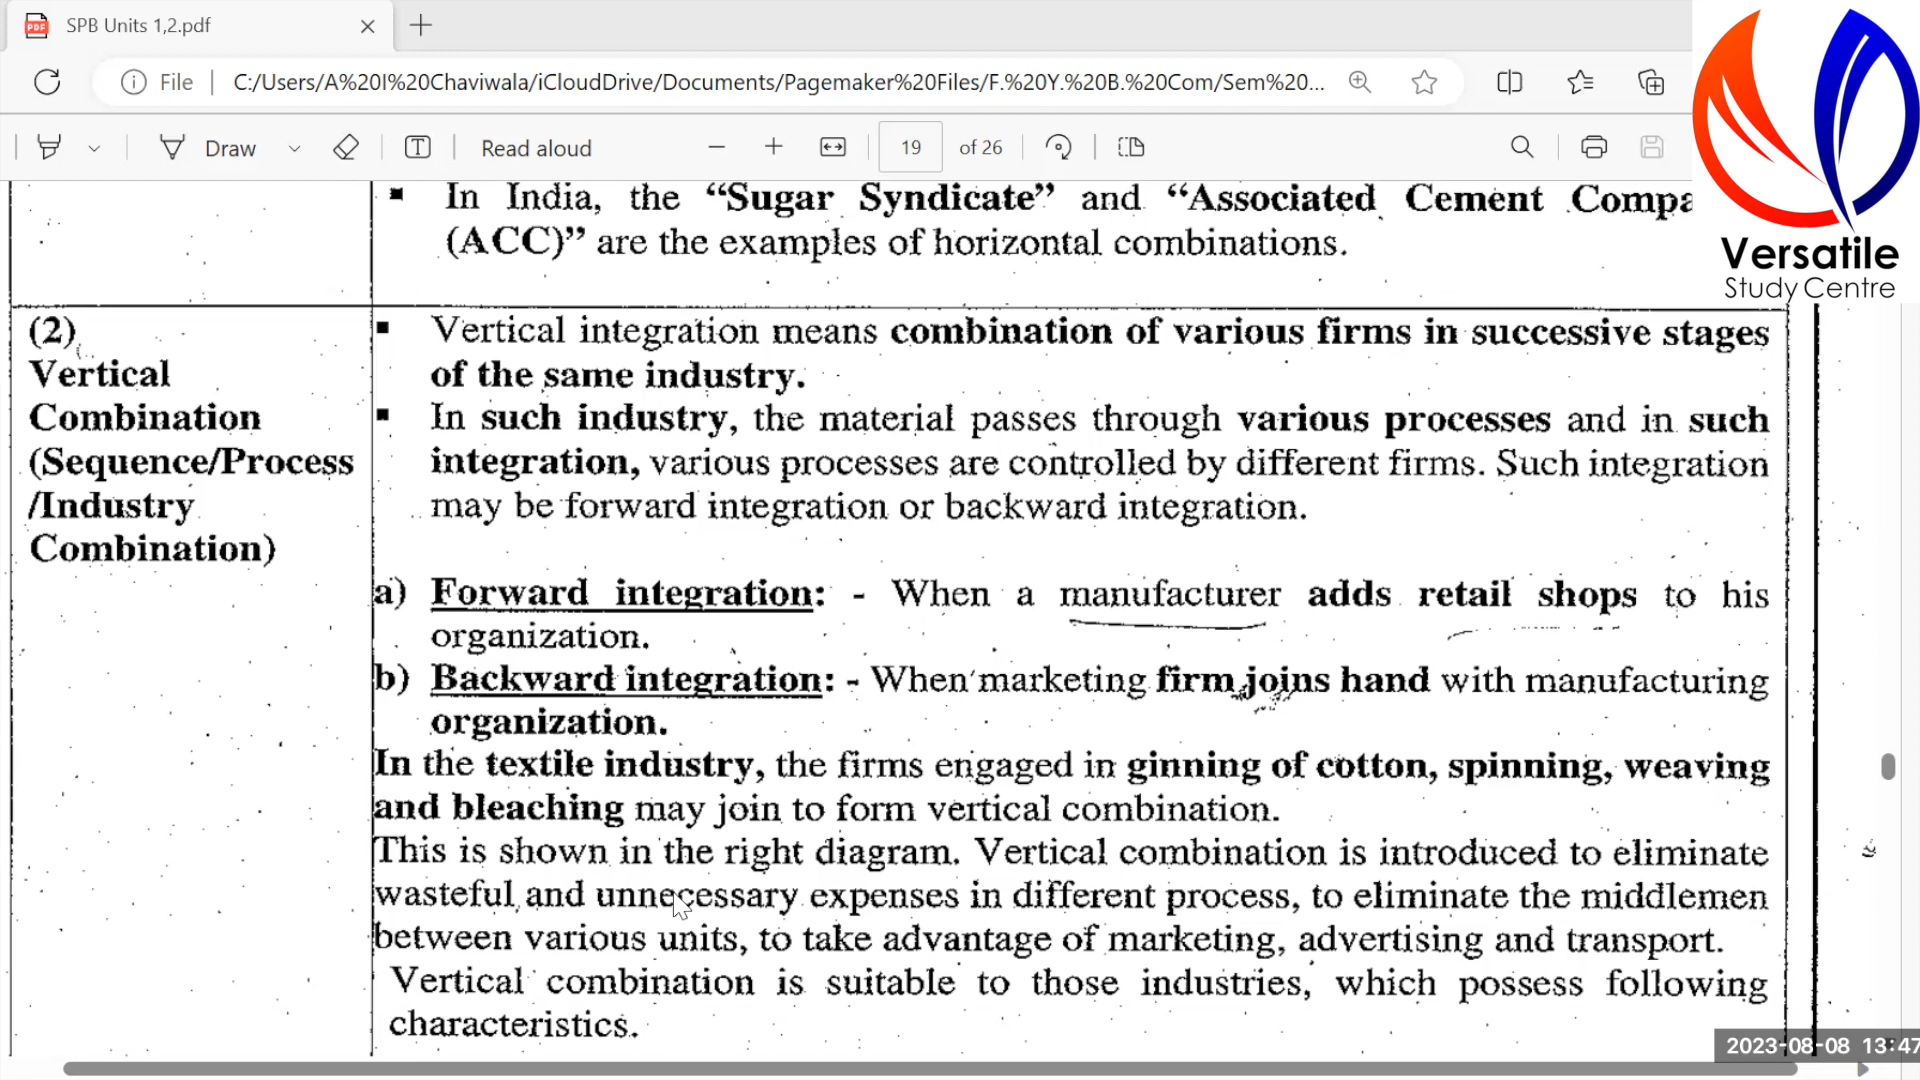 SPB Units 1,2.pdf
File
C:/Users/A%20I%20Chaviwala/iCloudDrive/Documents/Pagemaker%20Files/F.%20Y.%20B.%20Com/Sem%20...
Draw
Read aloud
19 of 26
Versatile
Study Centre
▪ In India, the “Sugar Syndicate” and “Associated Cement Compa
(ACC)” are the examples of horizontal combinations.
(2)
Vertical
Combination
(Sequence/Process
/Industry
Combination)
▪ Vertical integration means combination of various firms in successive stages
of the same industry.
▪ In such industry, the material passes through various processes and in such
integration, various processes are controlled by different firms. Such integration
may be forward integration or backward integration.
a) Forward integration: - When a manufacturer adds retail shops to his
organization.
b) Backward integration: - When marketing firm joins hand with manufacturing
organization.
In the textile industry, the firms engaged in ginning of cotton, spinning, weaving
and bleaching may join to form vertical combination.
This is shown in the right diagram. Vertical combination is introduced to eliminate
wasteful and unnecessary expenses in different process, to eliminate the middlemen
between various units, to take advantage of marketing, advertising and transport.
Vertical combination is suitable to those industries, which possess following
characteristics.
2023-08-08 13:47